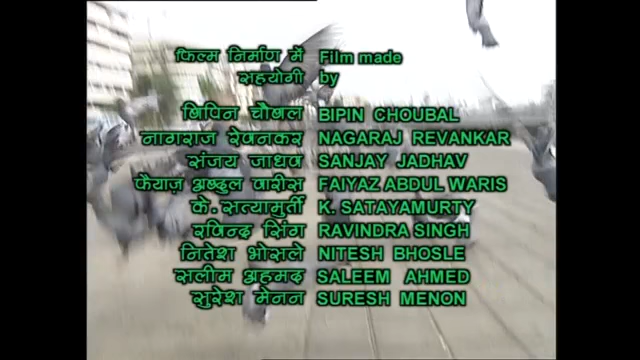 फिल्म निर्माण में Film made
सहयोगी by
बिपिन चौबल BIPIN CHOUBAL
नागराज रेवनकर NAGARAJ REVANKAR
संजय जाधव SANJAY JADHAV
फैयाज़ अब्दुल वारीस FAIYAZ ABDUL WARIS
के. सत्यामुर्ती K. SATAYAMURTY
रविन्द्र सिंग RAVINDRA SINGH
नितेश भोसले NITESH BHOSLE
सलीम अहमद SALEEM AHMED
सुरेश मेनन SURESH MENON